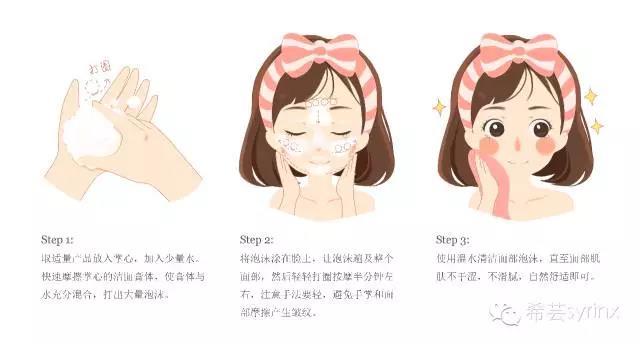 打圈
Step 1:
取适量产品放入掌心，加入少量水。
快速摩擦掌心的洁面膏体，使膏体与
水充分混合，打出大量泡沫。
Step 2:
将泡沫涂在脸上，让泡沫遍及整个
面部，然后轻轻打圈按摩半分钟左
右，注意手法要轻，避免手掌和面
部摩擦产生皱纹。
Step 3:
使用温水清洁面部泡沫，直至面部肌
肤不干涩，不滑腻，自然舒适即可。
希芸syrinx